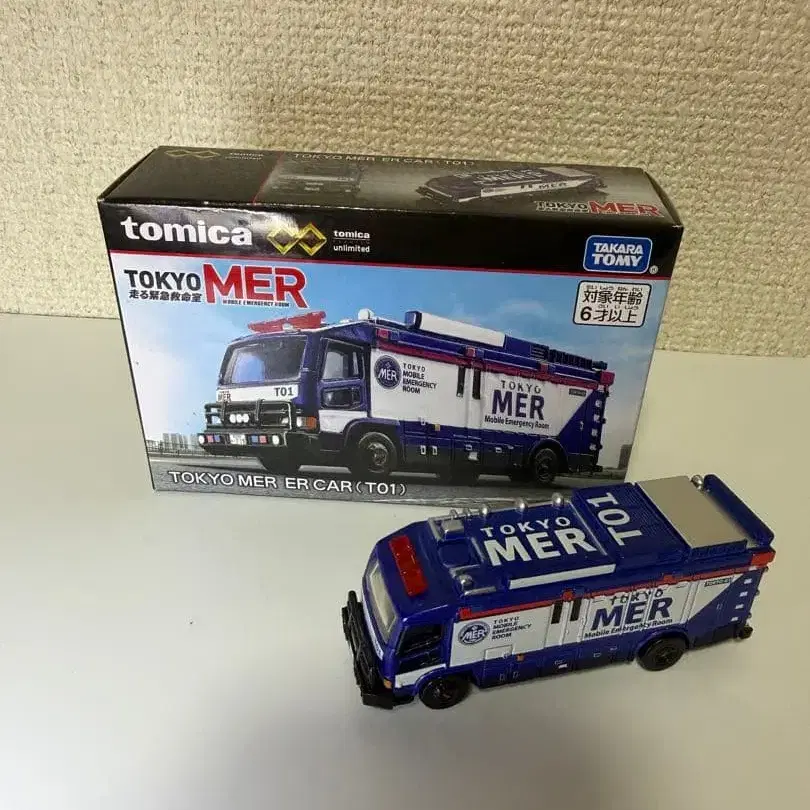 TOKYO MER ER CAR(T01)
TOKYO MER
tomica
tomica
unlimited
TAKARA
TOMY
TOKYO MER
走る緊急救命室
MOBILE EMERGENCY ROOM
対象年齢
6才以上
T01
MER
TOKYO
MOBILE
EMERGENCY
ROOM
TOKYO
MER
Mobile Emergency Room
TOKYO MER ER CAR(T01)
TOKYO
MER
T01
MER
TOKYO
MOBILE
EMERGENCY
ROOM
TOKYO
MER
Mobile Emergency Room